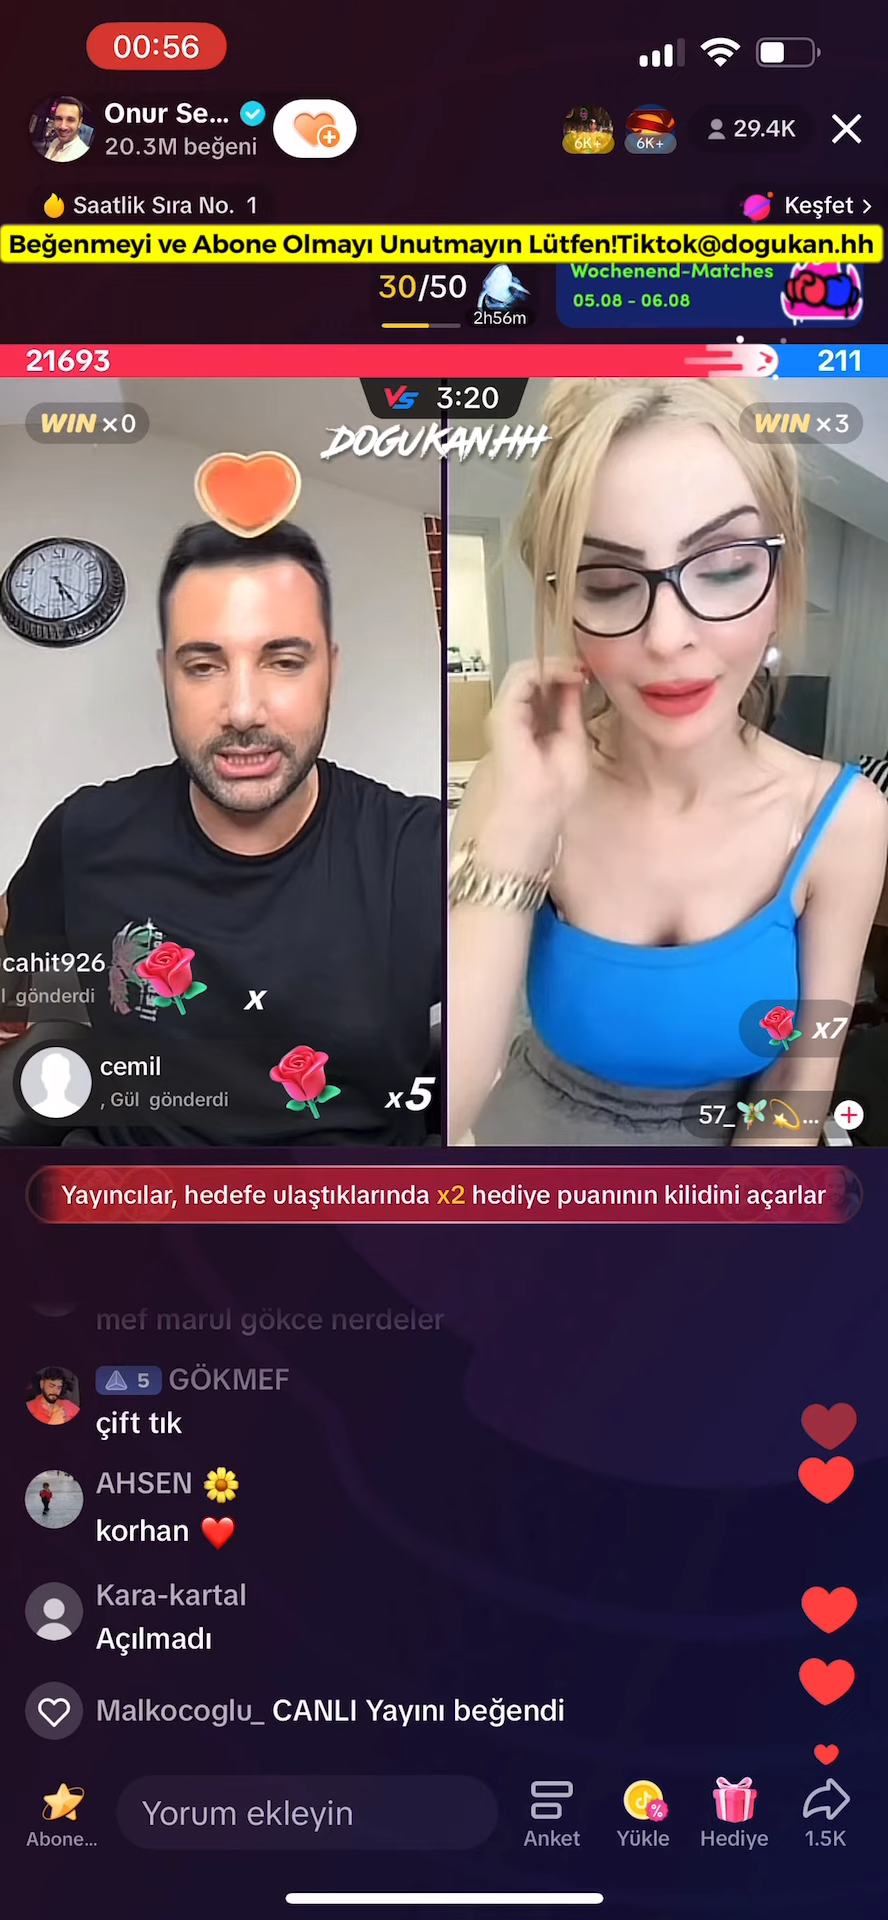 00:56
Onur Se...
20.3M beğeni
6K+
6K+
29.4K
Saatlik Sıra No. 1
Keşfet >
Beğenmeyi ve Abone Olmayı Unutmayın Lütfen!Tiktok@dogukan.hh
30/50
2h56m
Wochenend-Matches
05.08 - 06.08
21693
211
VS 3:20
WIN x0
WIN x3
DOGUKAN.HH
cahit926
gönderdi
x
cemil
, Gül gönderdi
x5
x7
57_...
Yayıncılar, hedefe ulaştıklarında x2 hediye puanının kilidini açarlar
mef marul gökce nerdeler
5 GÖKMEF
çift tık
AHSEN 🌼
korhan ❤️
Kara-kartal
Açılmadı
Malkocoglu_ CANLI Yayını beğendi
Yorum ekleyin
Abone...
Anket
Yükle
Hediye
1.5K